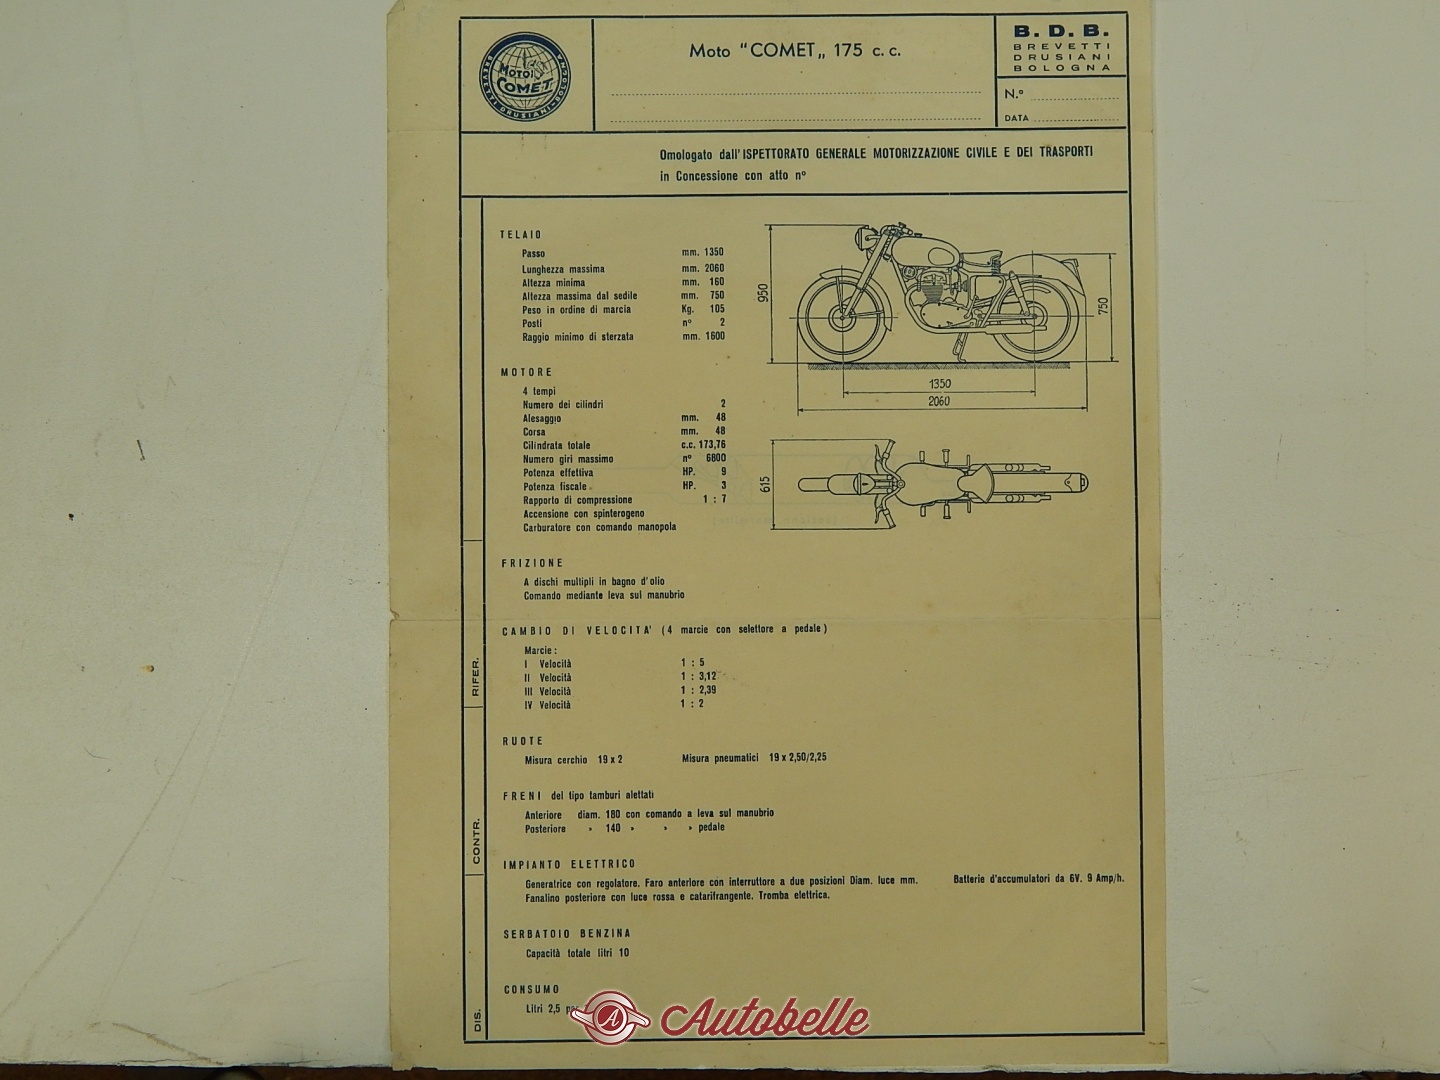 MOTO
COMET
BREVETTI DRUSIANI - BOLOGNA
Moto "COMET„ 175 c. c.
B. D. B.
BREVETTI
DRUSIANI
BOLOGNA
N.º
DATA
Omologato dall'ISPETTORATO GENERALE MOTORIZZAZIONE CIVILE E DEI TRASPORTI
in Concessione con atto nº
TELAIO
Passo mm. 1350
Lunghezza massima mm. 2060
Altezza minima mm. 160
Altezza massima dal sedile mm. 750
Peso in ordine di marcia Kg. 105
Posti nº 2
Raggio minimo di sterzata mm. 1600
950
750
1350
2060
MOTORE
4 tempi
Numero dei cilindri 2
Alesaggio mm. 48
Corsa mm. 48
Cilindrata totale c.c. 173,76
Numero giri massimo nº 6800
Potenza effettiva HP. 9
Potenza fiscale HP. 3
Rapporto di compressione 1 : 7
Accensione con spinterogeno
Carburatore con comando manopola
615
FRIZIONE
A dischi multipli in bagno d'olio
Comando mediante leva sul manubrio
CAMBIO DI VELOCITA' (4 marcie con selettore a pedale)
Marcie:
I Velocità 1 : 5
II Velocità 1 : 3,12
III Velocità 1 : 2,39
IV Velocità 1 : 2
RUOTE
Misura cerchio 19 x 2 Misura pneumatici 19 x 2,50/2,25
FRENI del tipo tamburi alettati
Anteriore diam. 180 con comando a leva sul manubrio
Posteriore » 140 » » » pedale
IMPIANTO ELETTRICO
Generatrice con regolatore. Faro anteriore con interruttore a due posizioni Diam. luce mm. Batterie d'accumulatori da 6V. 9 Amp/h.
Fanalino posteriore con luce rossa e catarifrangente. Tromba elettrica.
SERBATOIO BENZINA
Capacità totale litri 10
CONSUMO
Litri 2,5
RIFER.
CONTR.
DIS.
A
Autobelle